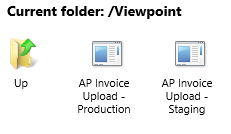 Current folder: /Viewpoint
Up
AP Invoice
Upload -
Production
AP Invoice
Upload -
Staging